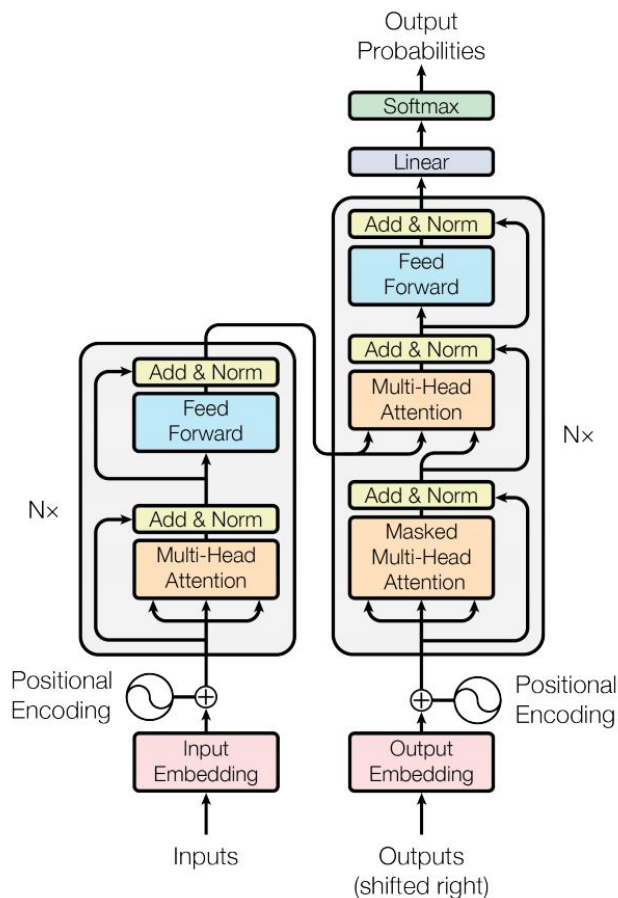 Output
Probabilities
Softmax
Linear
Add & Norm
Feed
Forward
Add & Norm
Multi-Head
Attention
Add & Norm
Masked
Multi-Head
Attention
N×
Add & Norm
Feed
Forward
Add & Norm
Multi-Head
Attention
N×
Positional
Encoding
Positional
Encoding
Input
Embedding
Output
Embedding
Inputs
Outputs
(shifted right)